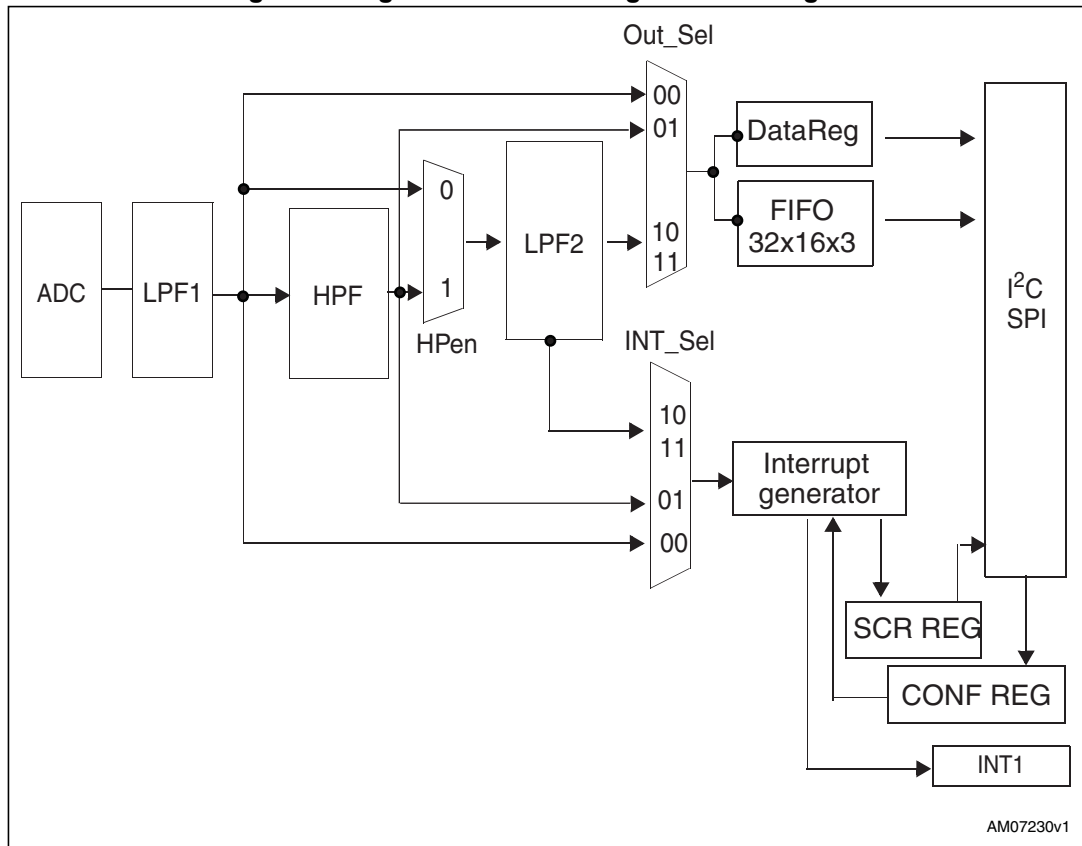 Out_Sel
00
01
10
11
DataReg
FIFO
32x16x3
I²C
SPI
ADC
LPF1
HPF
0
1
HPen
LPF2
INT_Sel
10
11
01
00
Interrupt
generator
SCR REG
CONF REG
INT1
AM07230v1